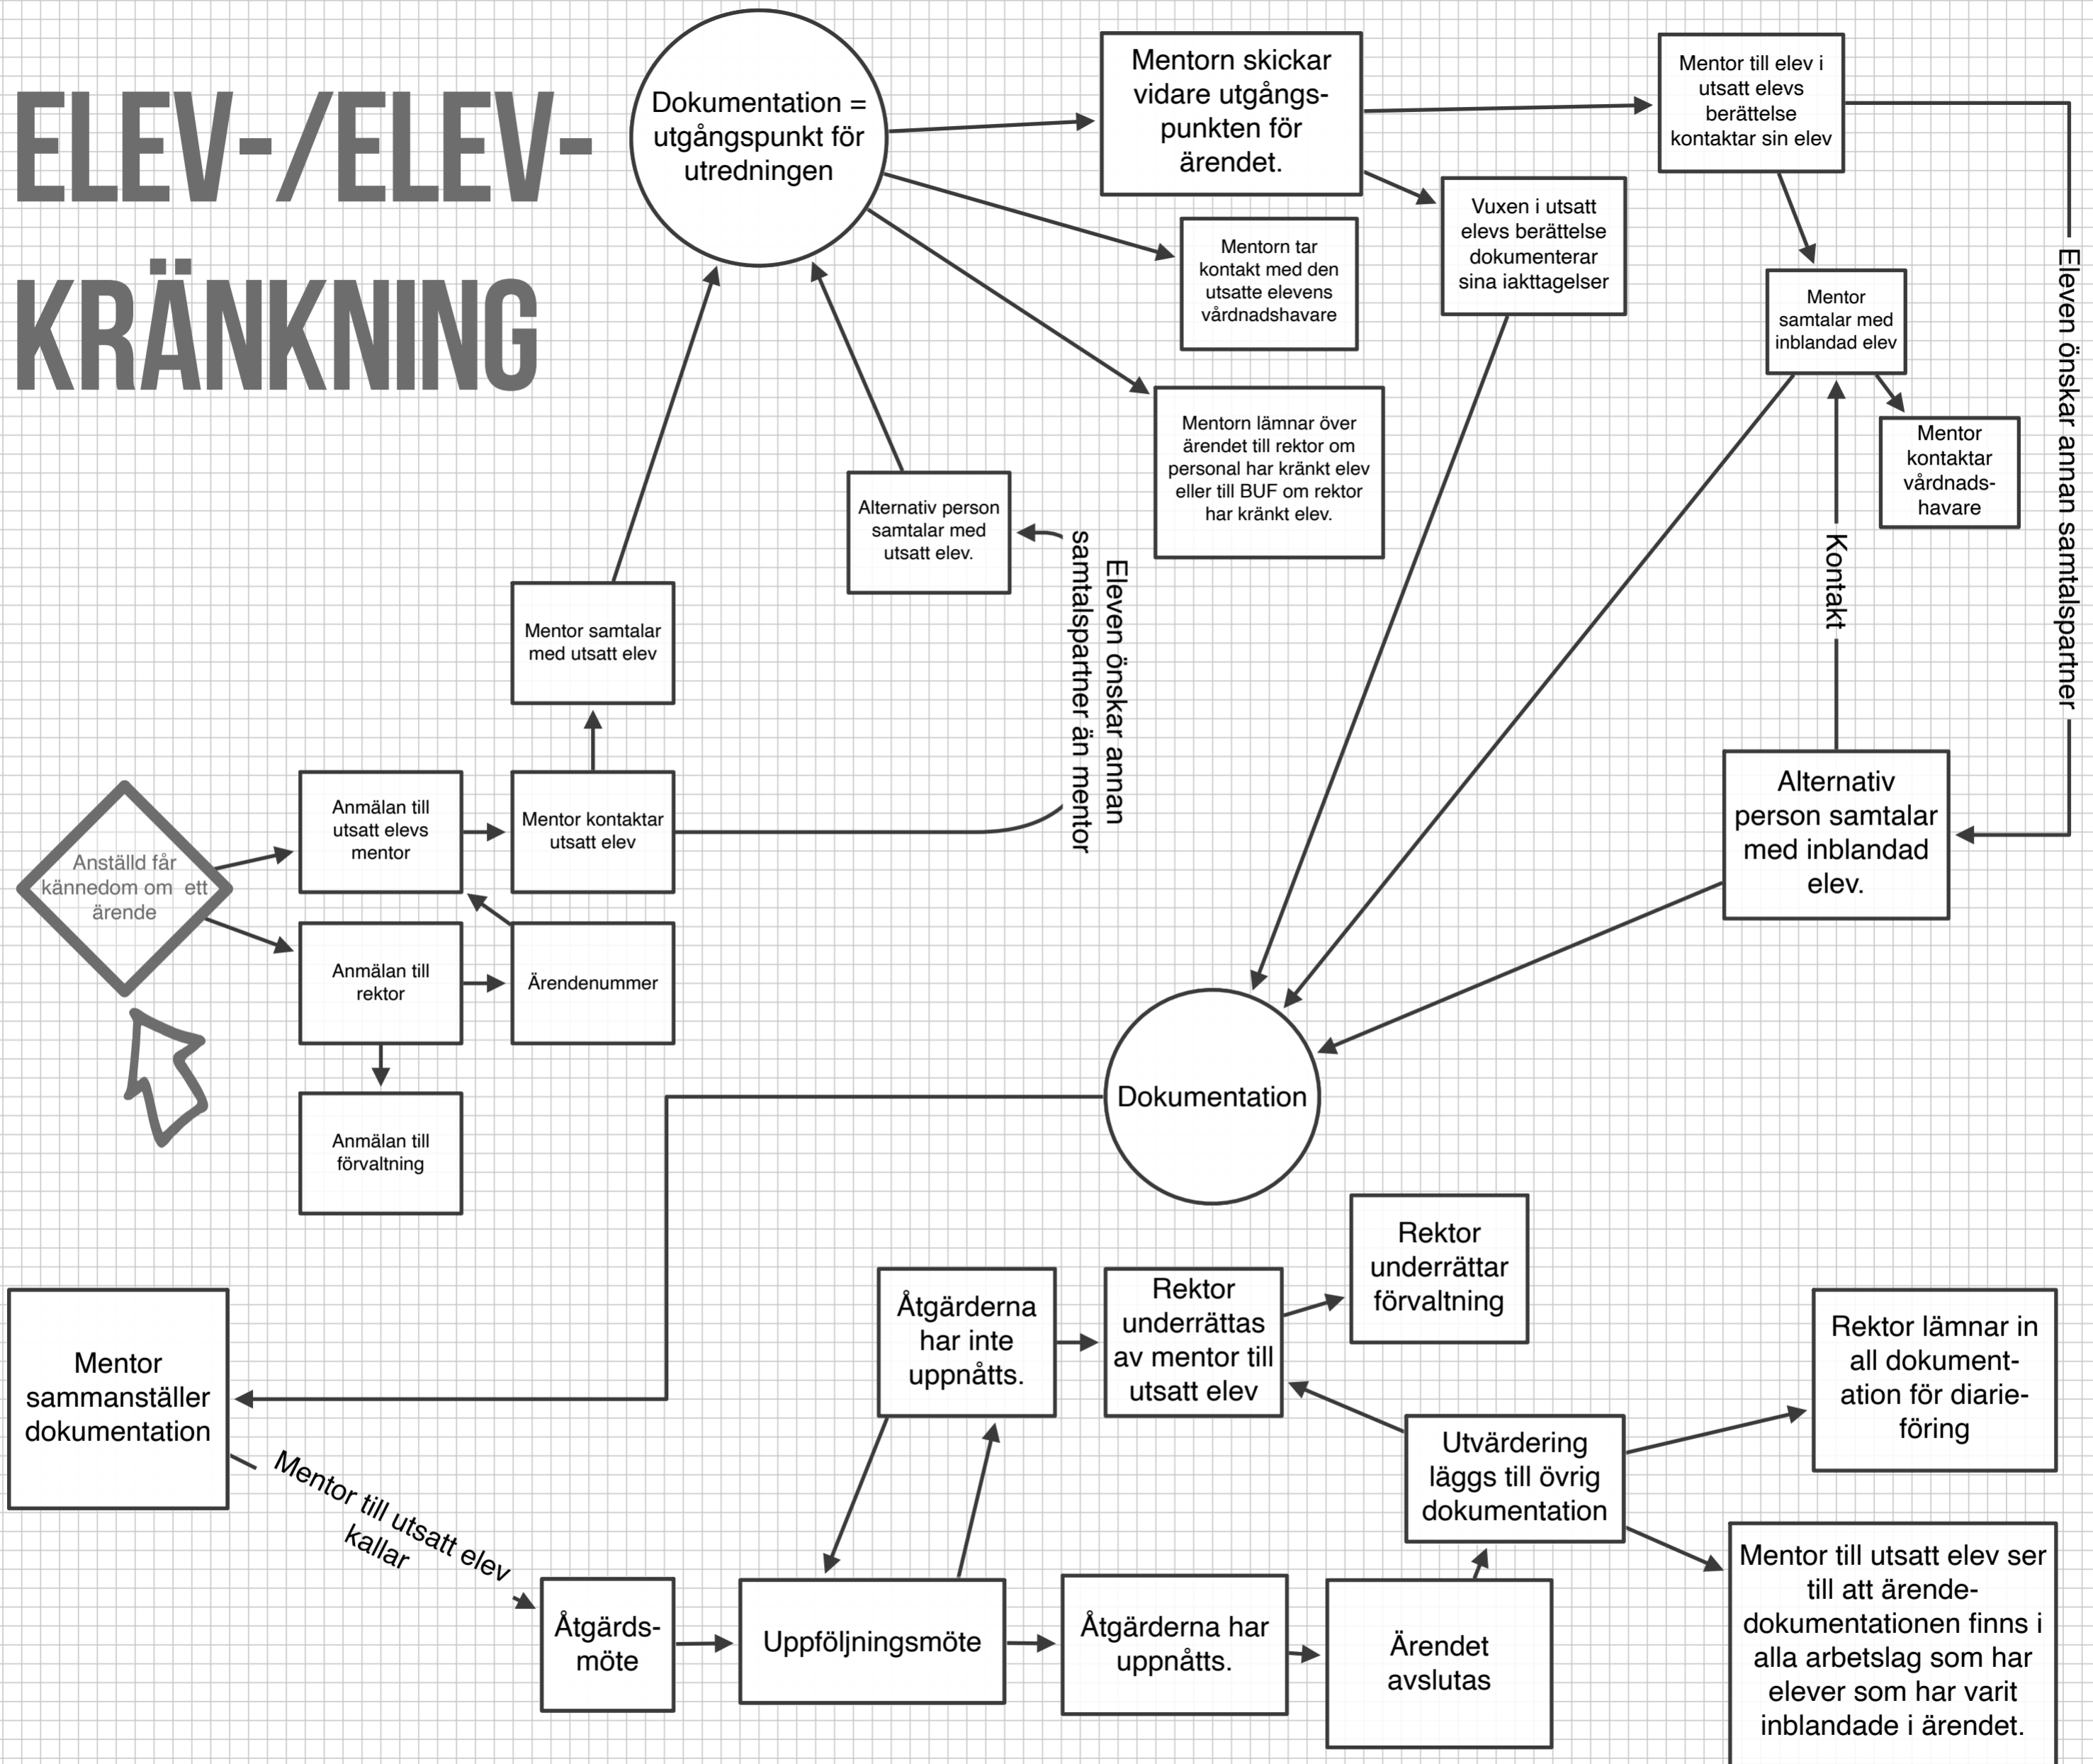 ELEV-/ELEV-
KRÄNKNING
Dokumentation =
utgångspunkt för
utredningen
Mentorn skickar
vidare utgångs-
punkten för
ärendet.
Mentor till elev i
utsatt elevs
berättelse
kontaktar sin elev
Vuxen i utsatt
elevs berättelse
dokumenterar
sina iakttagelser
Mentorn tar
kontakt med den
utsatte elevens
vårdnadshavare
Mentor
samtalar med
inblandad elev
Eleven önskar annan samtalspartner
Mentorn lämnar över
ärendet till rektor om
personal har kränkt elev
eller till BUF om rektor
har kränkt elev.
Mentor
kontaktar
vårdnads-
havare
Alternativ person
samtalar med
utsatt elev.
Eleven önskar annan
samtalspartner än mentor
Kontakt
Mentor samtalar
med utsatt elev
Alternativ
person samtalar
med inblandad
elev.
Anställd får
kännedom om  ett
ärende
Anmälan till
utsatt elevs
mentor
Mentor kontaktar
utsatt elev
Anmälan till
rektor
Ärendenummer
Anmälan till
förvaltning
Dokumentation
Mentor
sammanställer
dokumentation
Mentor till utsatt elev
kallar
Åtgärds-
möte
Uppföljningsmöte
Åtgärderna
har inte
uppnåtts.
Rektor
underrättas
av mentor till
utsatt elev
Rektor
underrättar
förvaltning
Åtgärderna har
uppnåtts.
Ärendet
avslutas
Utvärdering
läggs till övrig
dokumentation
Rektor lämnar in
all dokument-
ation för diarie-
föring
Mentor till utsatt elev ser
till att ärende-
dokumentationen finns i
alla arbetslag som har
elever som har varit
inblandade i ärendet.